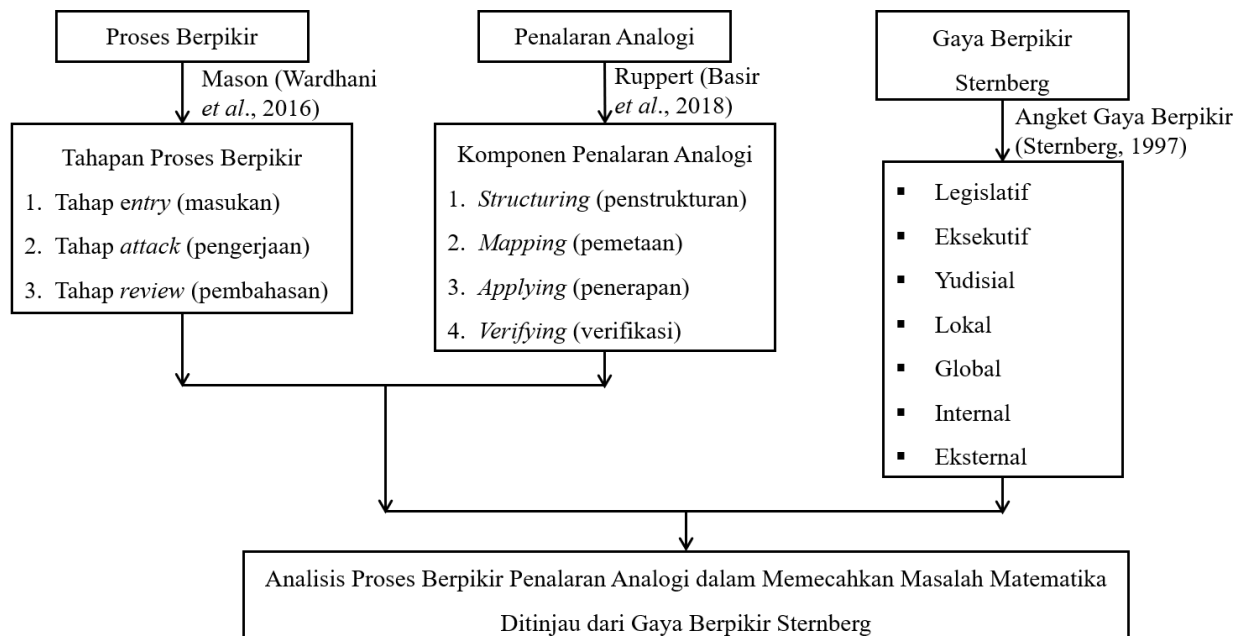 Proses Berpikir
Mason (Wardhani
et al., 2016)
Tahapan Proses Berpikir
1. Tahap entry (masukan)
2. Tahap attack (pengerjaan)
3. Tahap review (pembahasan)
Penalaran Analogi
Ruppert (Basir
et al., 2018)
Komponen Penalaran Analogi
1. Structuring (penstrukturan)
2. Mapping (pemetaan)
3. Applying (penerapan)
4. Verifying (verifikasi)
Gaya Berpikir
Sternberg
Angket Gaya Berpikir
(Sternberg, 1997)
▪ Legislatif
▪ Eksekutif
▪ Yudisial
▪ Lokal
▪ Global
▪ Internal
▪ Eksternal
Analisis Proses Berpikir Penalaran Analogi dalam Memecahkan Masalah Matematika
Ditinjau dari Gaya Berpikir Sternberg